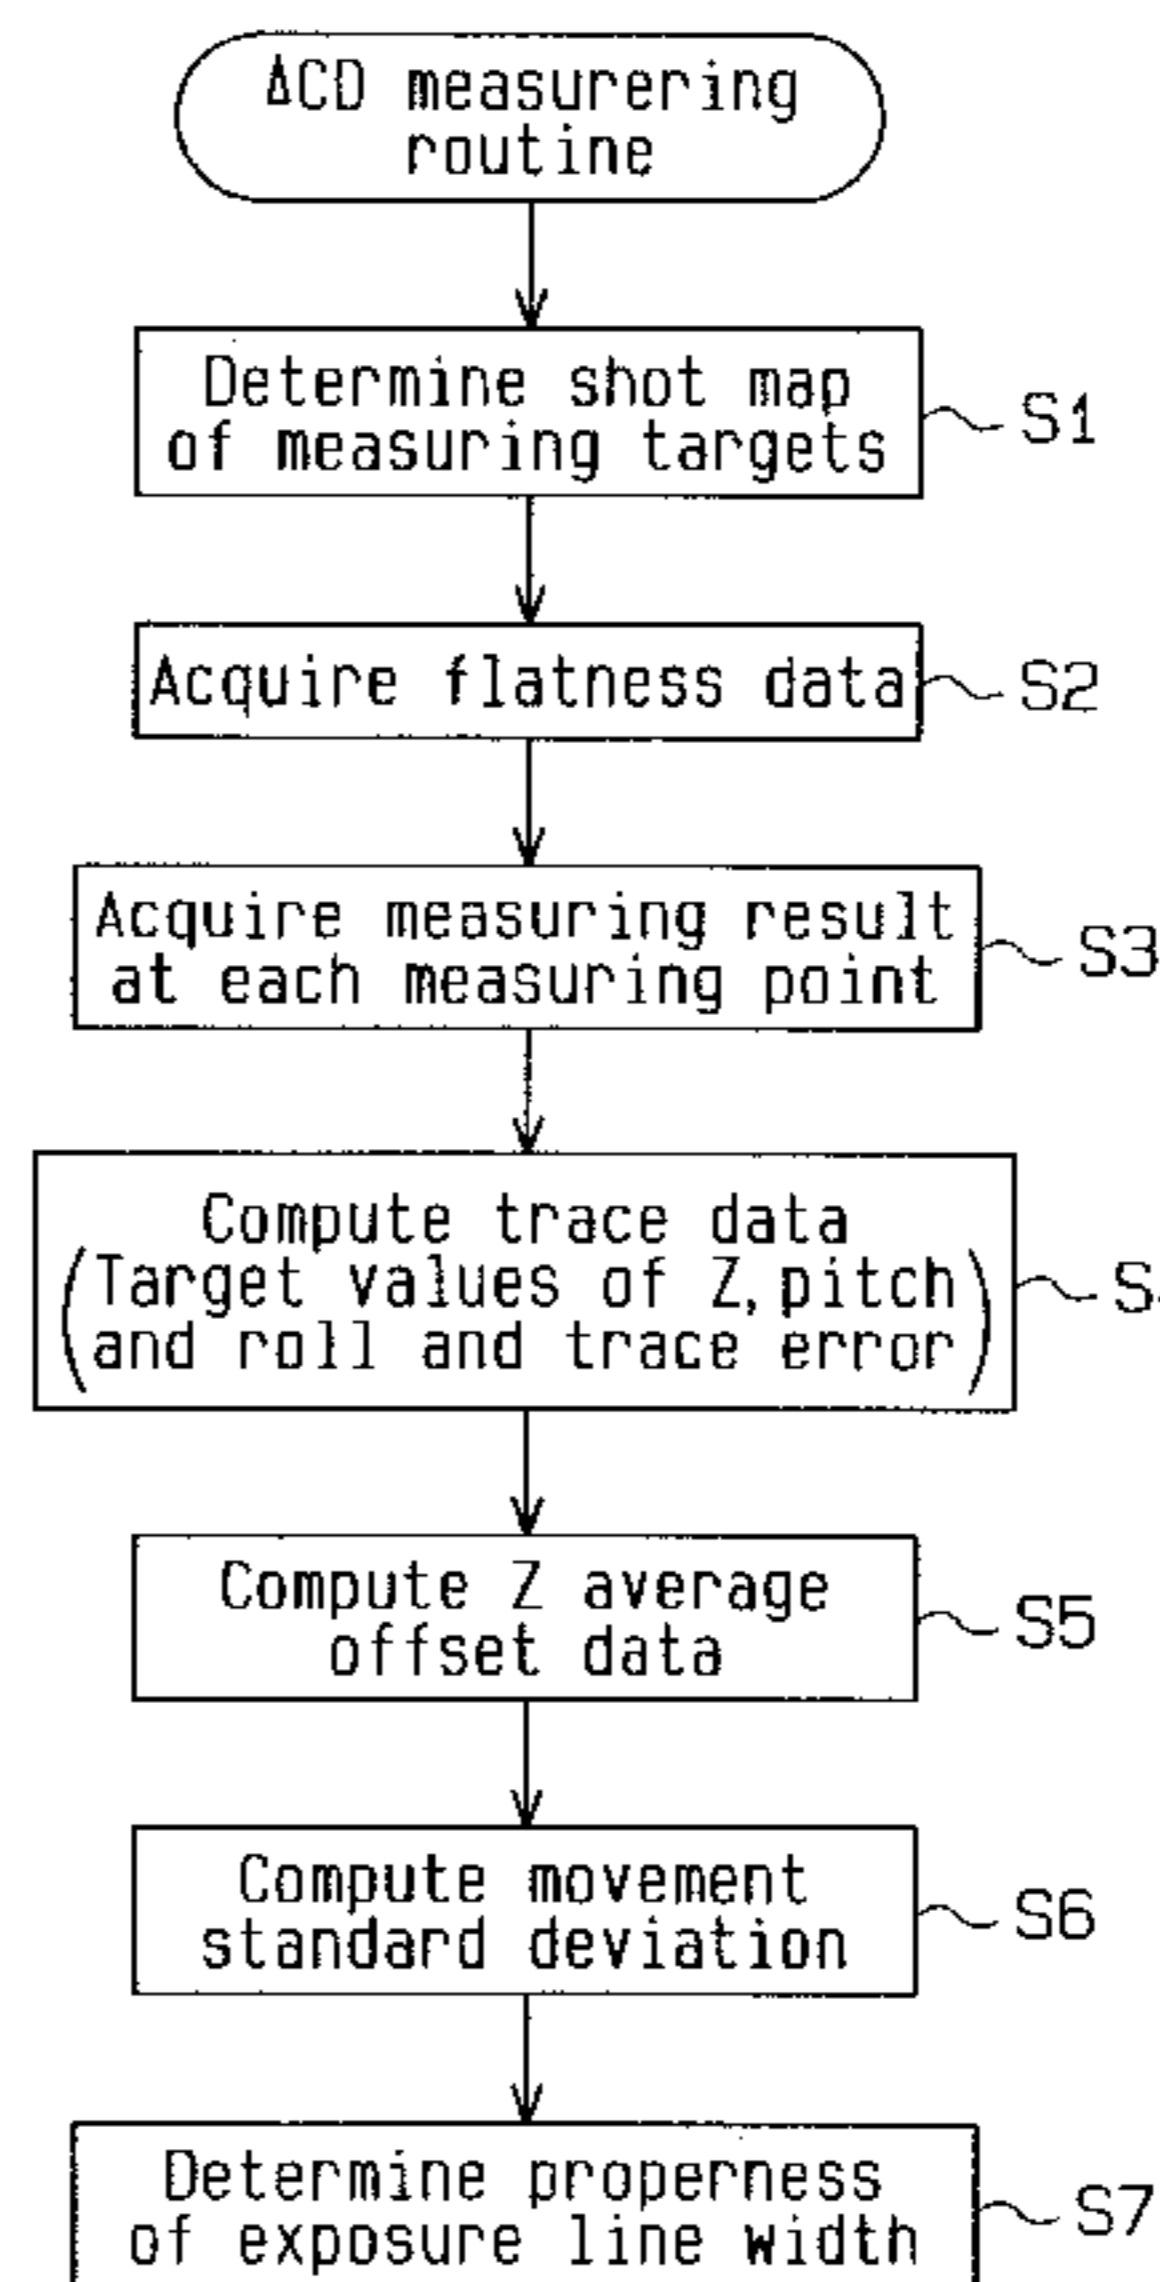 ΔCD measurering
routine
Determine shot map
of measuring targets
S1
Acquire flatness data
S2
Acquire measuring result
at each measuring point
S3
Compute trace data
(Target values of Z, pitch
and roll and trace error)
S
Compute Z average
offset data
S5
Compute movement
standard deviation
S6
Determine properness
of exposure line width
S7